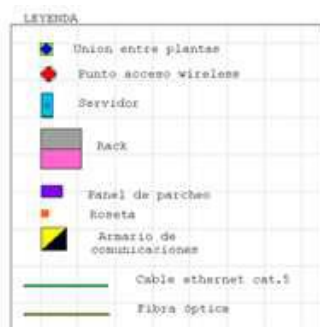 LEYENDA
Union entre plantas
Punto acceso wireless
Servidor
Rack
Panel de parcheo
Roseta
Armario de
comunicaciones
Cable ethernet cat.5
Fibra óptica